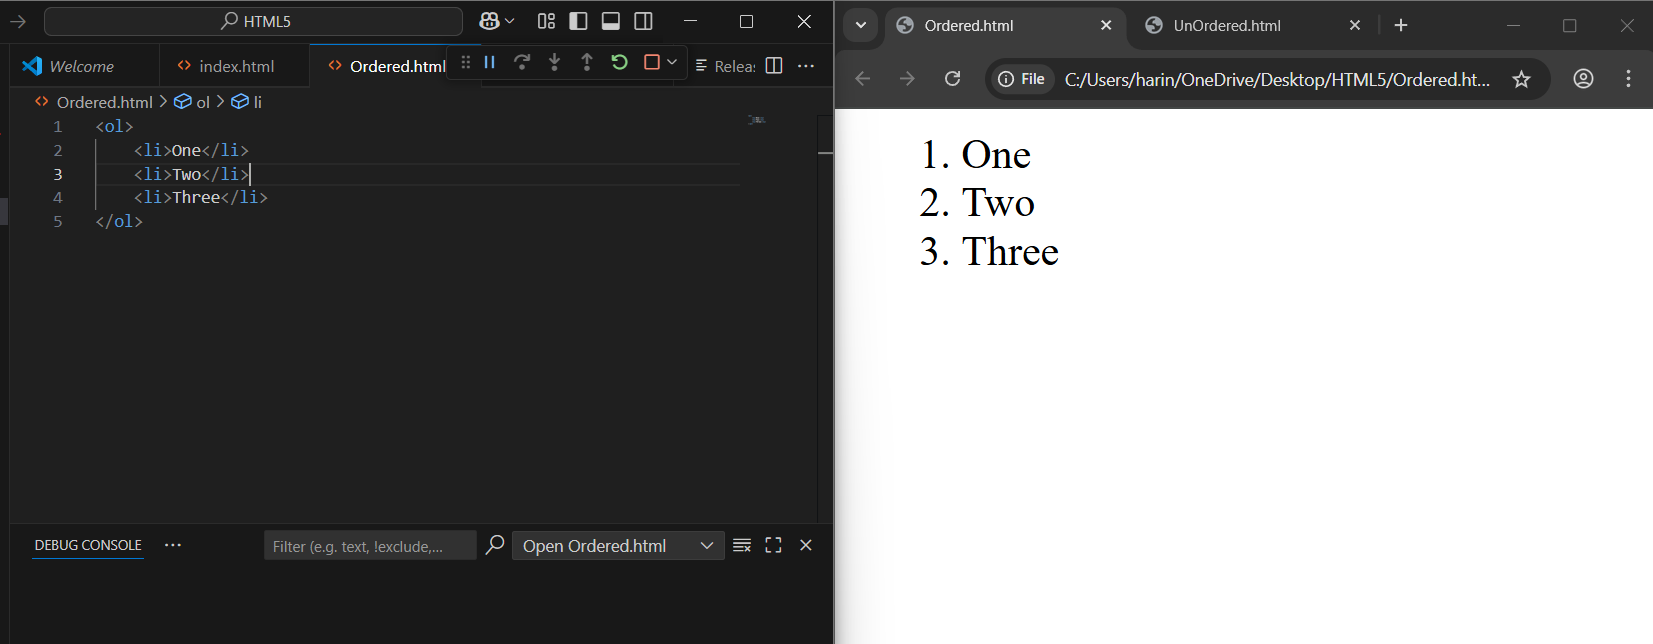 HTML5
Welcome
index.html
Ordered.html
Relea
Ordered.html > ol > li
1 <ol>
2 <li>One</li>
3 <li>Two</li>
4 <li>Three</li>
5 </ol>
DEBUG CONSOLE
Filter (e.g. text, !exclude,...
Open Ordered.html
Ordered.html
UnOrdered.html
File
C:/Users/harin/OneDrive/Desktop/HTML5/Ordered.ht...
1. One
2. Two
3. Three